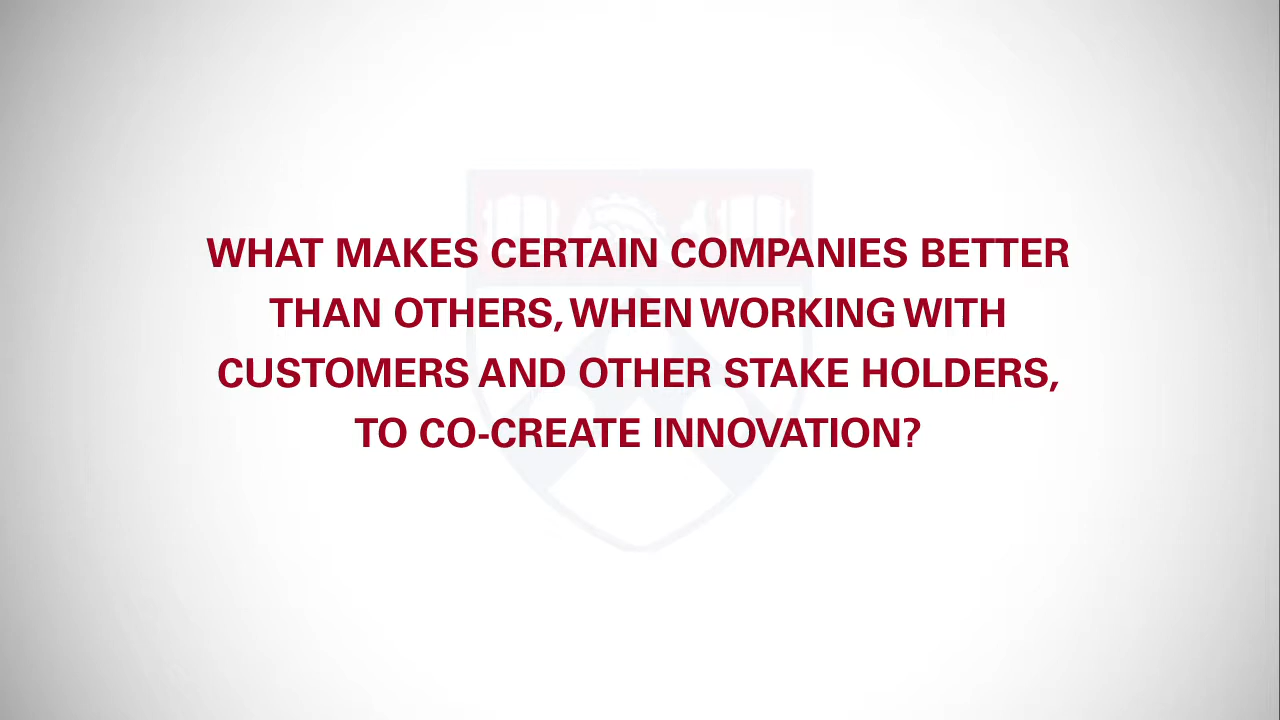 WHAT MAKES CERTAIN COMPANIES BETTER
THAN OTHERS, WHEN WORKING WITH
CUSTOMERS AND OTHER STAKE HOLDERS,
TO CO-CREATE INNOVATION?